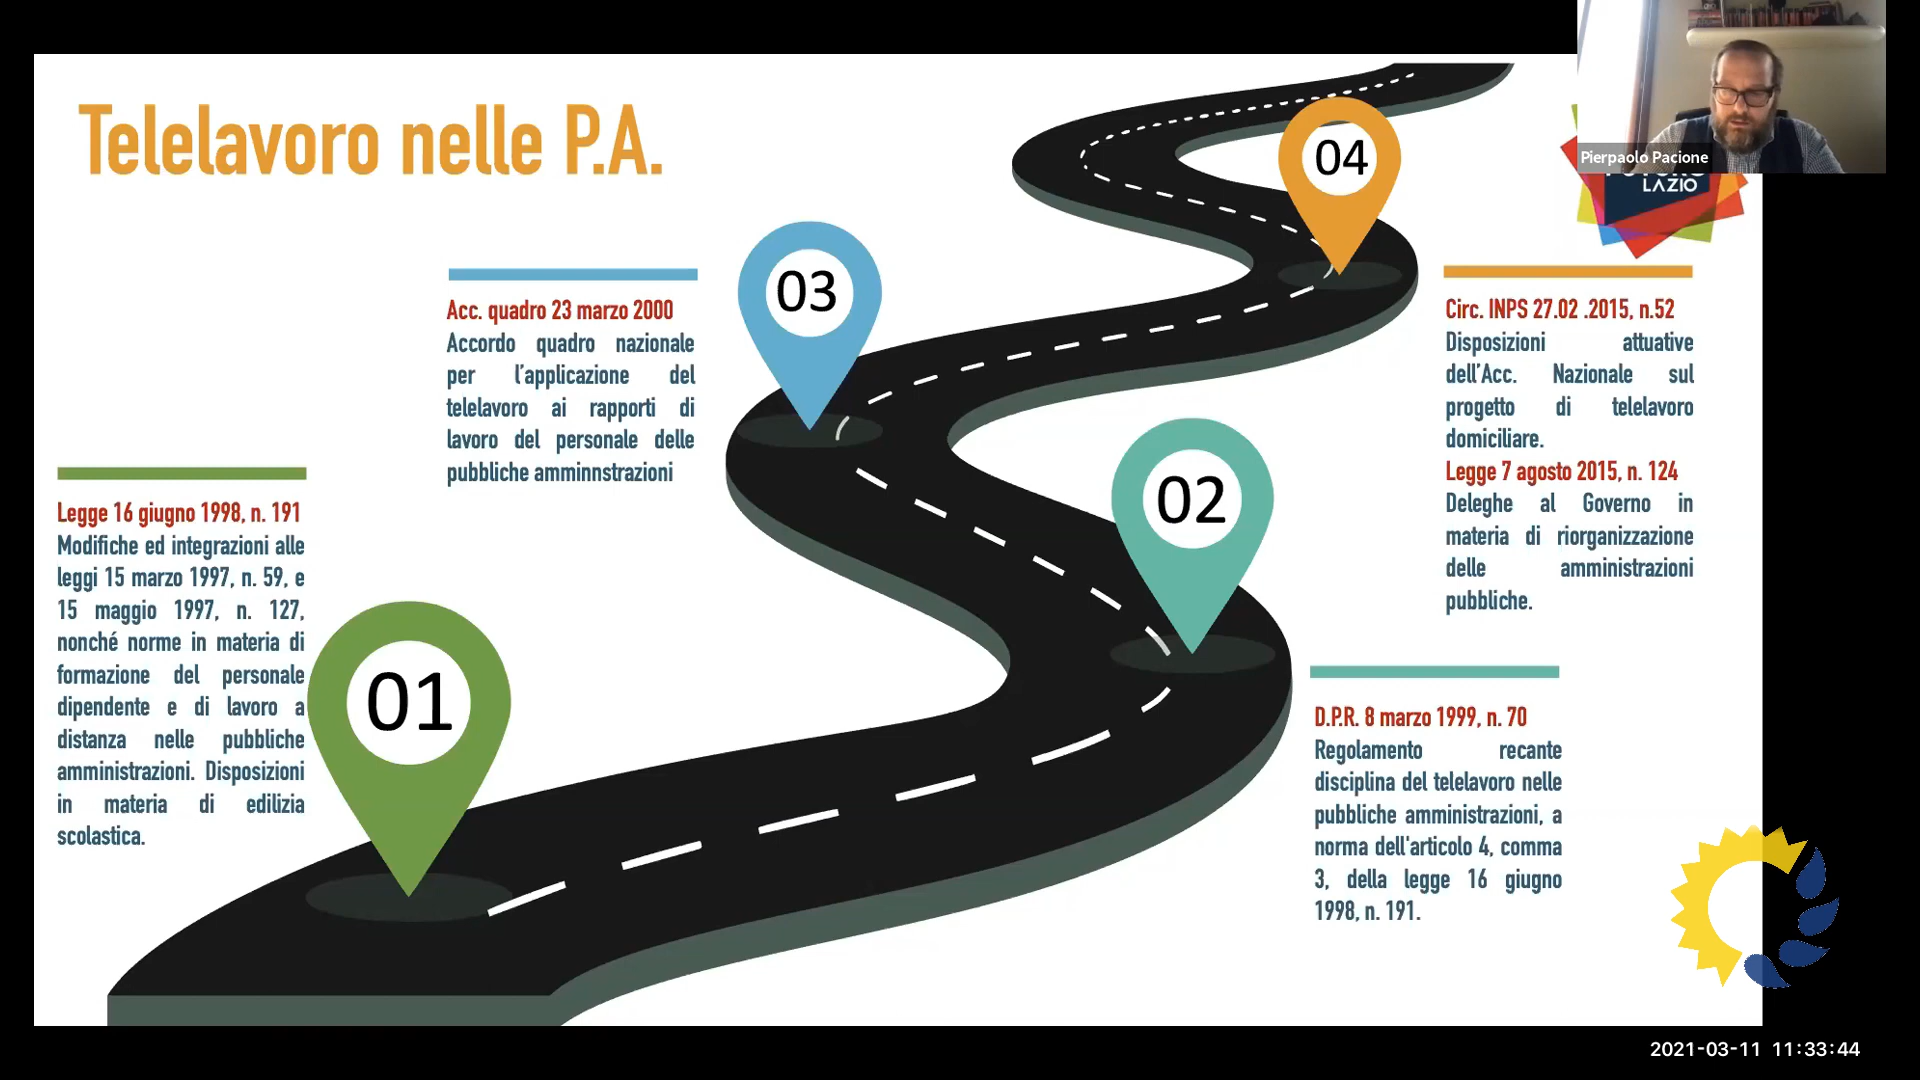 Telelavoro nelle P.A.
Pierpaolo Pacione
LAZIO
04
03
02
01
Acc. quadro 23 marzo 2000
Accordo quadro nazionale
per l'applicazione del
telelavoro ai rapporti di
lavoro del personale delle
pubbliche amminnstrazioni
Circ. INPS 27.02 .2015, n.52
Disposizioni attuative
dell'Acc. Nazionale sul
progetto di telelavoro
domiciliare.
Legge 7 agosto 2015, n. 124
Deleghe al Governo in
materia di riorganizzazione
delle amministrazioni
pubbliche.
Legge 16 giugno 1998, n. 191
Modifiche ed integrazioni alle
leggi 15 marzo 1997, n. 59, e
15 maggio 1997, n. 127,
nonché norme in materia di
formazione del personale
dipendente e di lavoro a
distanza nelle pubbliche
amministrazioni. Disposizioni
in materia di edilizia
scolastica.
D.P.R. 8 marzo 1999, n. 70
Regolamento recante
disciplina del telelavoro nelle
pubbliche amministrazioni, a
norma dell'articolo 4, comma
3, della legge 16 giugno
1998, n. 191.
2021-03-11 11:33:44